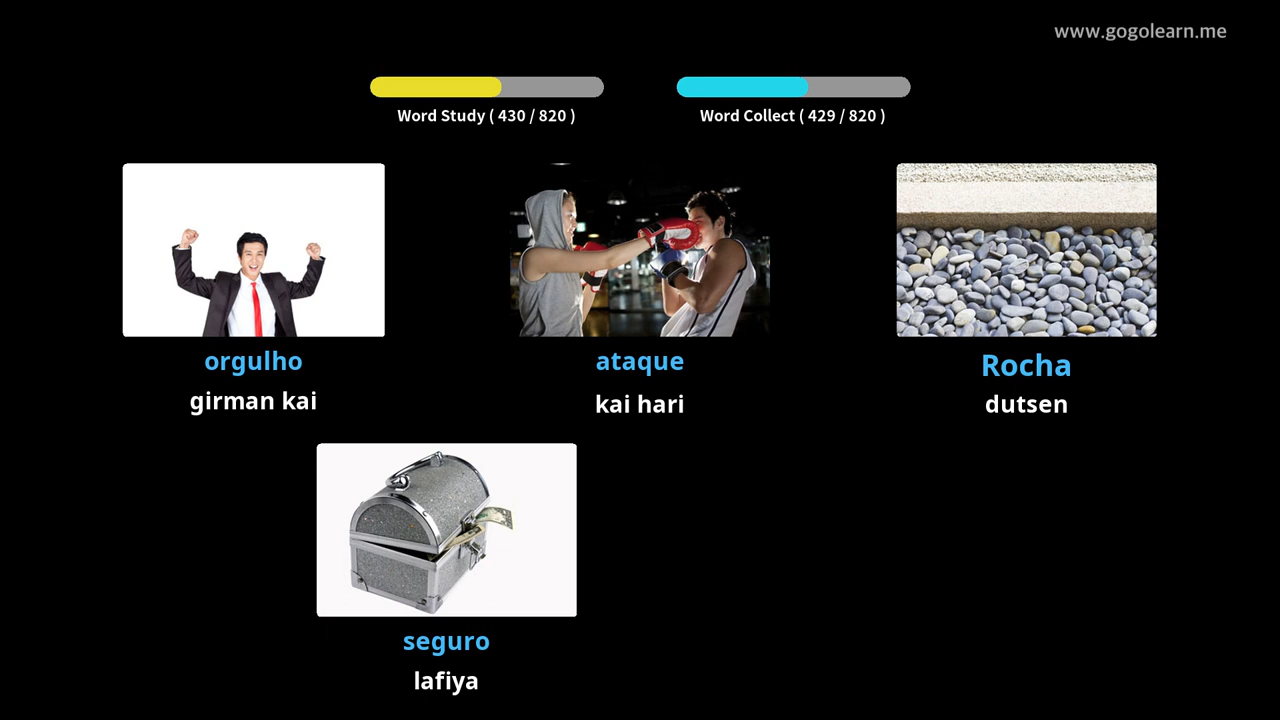 www.gogolearn.me
Word Study ( 430 / 820 )
Word Collect ( 429 / 820 )
orgulho
girman kai
ataque
kai hari
Rocha
dutsen
seguro
lafiya